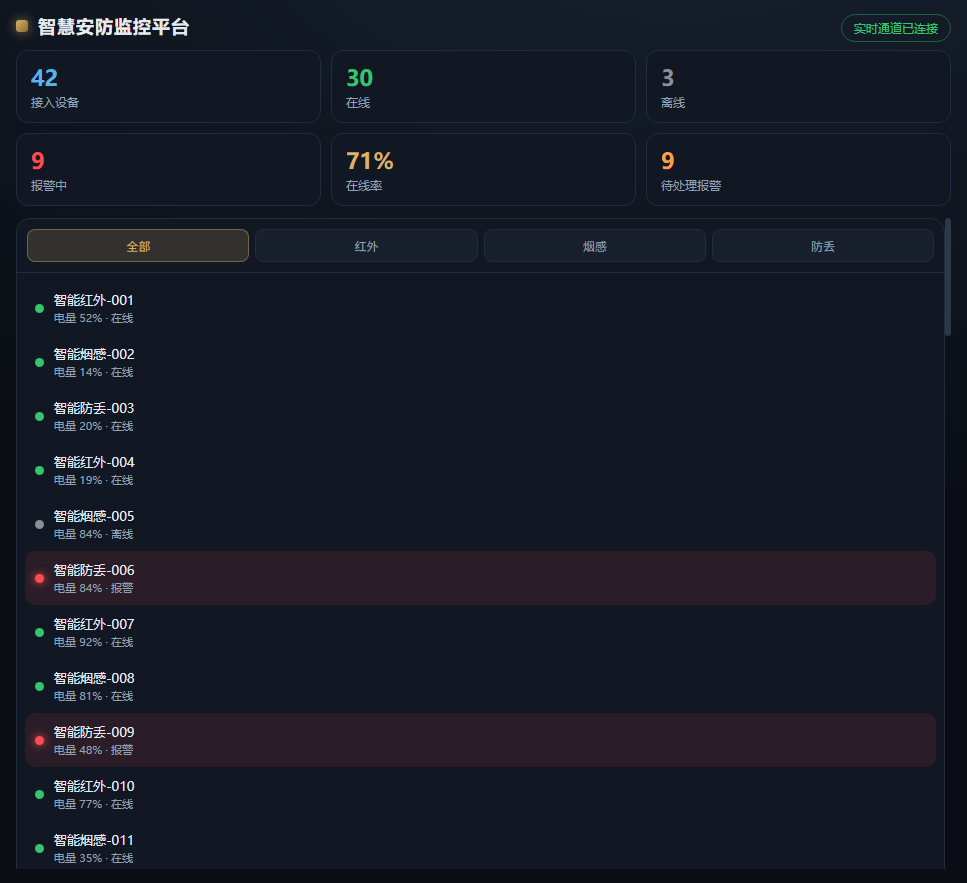 智慧安防监控平台
实时通道已连接
42
接入设备
30
在线
3
离线
9
报警中
71%
在线率
9
待处理报警
全部
红外
烟感
防丢
智能红外-001
电量 52% · 在线
智能烟感-002
电量 14% · 在线
智能防丢-003
电量 20% · 在线
智能红外-004
电量 19% · 在线
智能烟感-005
电量 84% · 离线
智能防丢-006
电量 84% · 报警
智能红外-007
电量 92% · 在线
智能烟感-008
电量 81% · 在线
智能防丢-009
电量 48% · 报警
智能红外-010
电量 77% · 在线
智能烟感-011
电量 35% · 在线